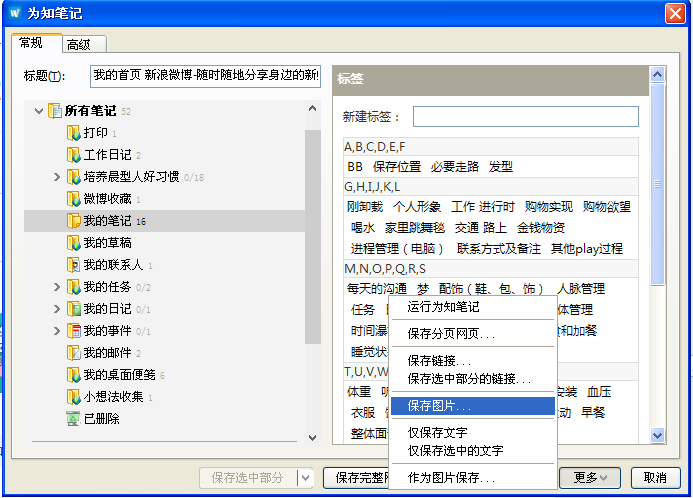 为知笔记
常规 高级
标题(T): 我的首页 新浪微博-随时随地分享身边的新
所有笔记 52
打印 1
工作日记 2
培养晨型人好习惯 0/18
微博收藏 1
我的笔记 16
我的草稿
我的联系人 1
我的任务 0/2
我的日记 0/1
我的事件 0/1
我的邮件 2
我的桌面便笺 6
小想法收集 1
已删除
标签
新建标签：
A,B,C,D,E,F
BB 保存位置 必要走路 发型
G,H,I,J,K,L
刚卸载 个人形象 工作 进行时 购物实现 购物欲望
喝水 家里跳舞毯 交通 路上 金钱物资
进程管理（电脑） 联系方式及备注 其他play过程
M,N,O,P,Q,R,S
每天的沟通 梦 配饰（鞋、包、饰） 人脉管理
任务 体管理
时间瀑 和加餐
睡觉状
T,U,V,W
体重 安装 血压
衣服 动 早餐
整体面
运行为知笔记
保存分页网页...
保存链接...
保存选中部分的链接...
保存图片...
仅保存文字
仅保存选中的文字
作为图片保存...
保存选中部分 保存完整 更多 取消